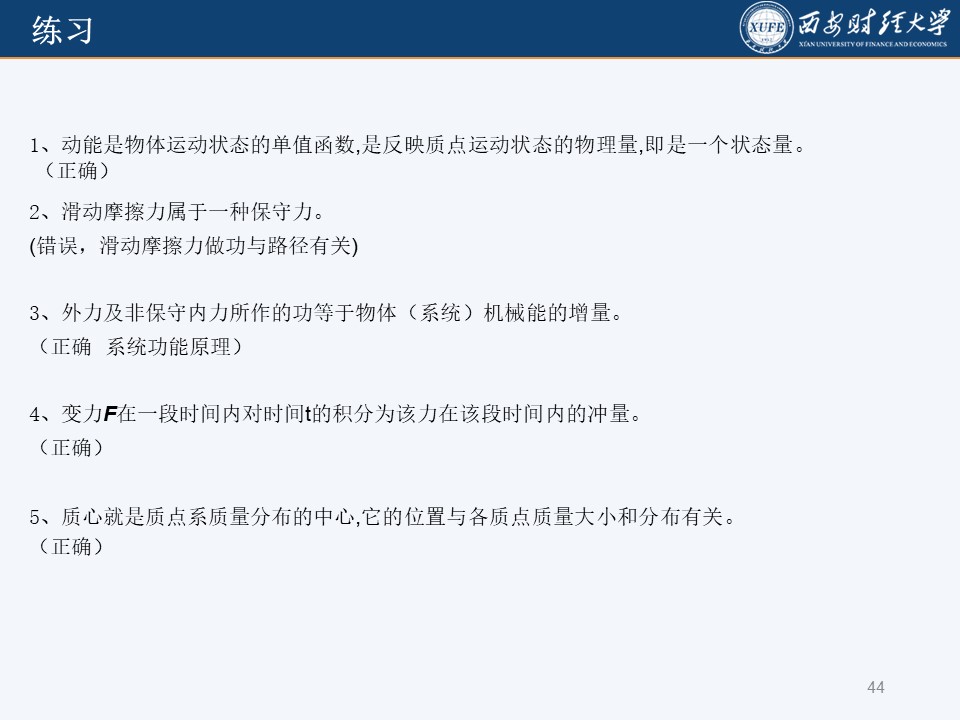 练习
XUFE
西安财经大学
XI'AN UNIVERSITY OF FINANCE AND ECONOMICS
1、动能是物体运动状态的单值函数,是反映质点运动状态的物理量,即是一个状态量。
（正确）
2、滑动摩擦力属于一种保守力。
(错误，滑动摩擦力做功与路径有关)
3、外力及非保守内力所作的功等于物体（系统）机械能的增量。
（正确 系统功能原理）
4、变力F在一段时间内对时间t的积分为该力在该段时间内的冲量。
（正确）
5、质心就是质点系质量分布的中心,它的位置与各质点质量大小和分布有关。
（正确）
44